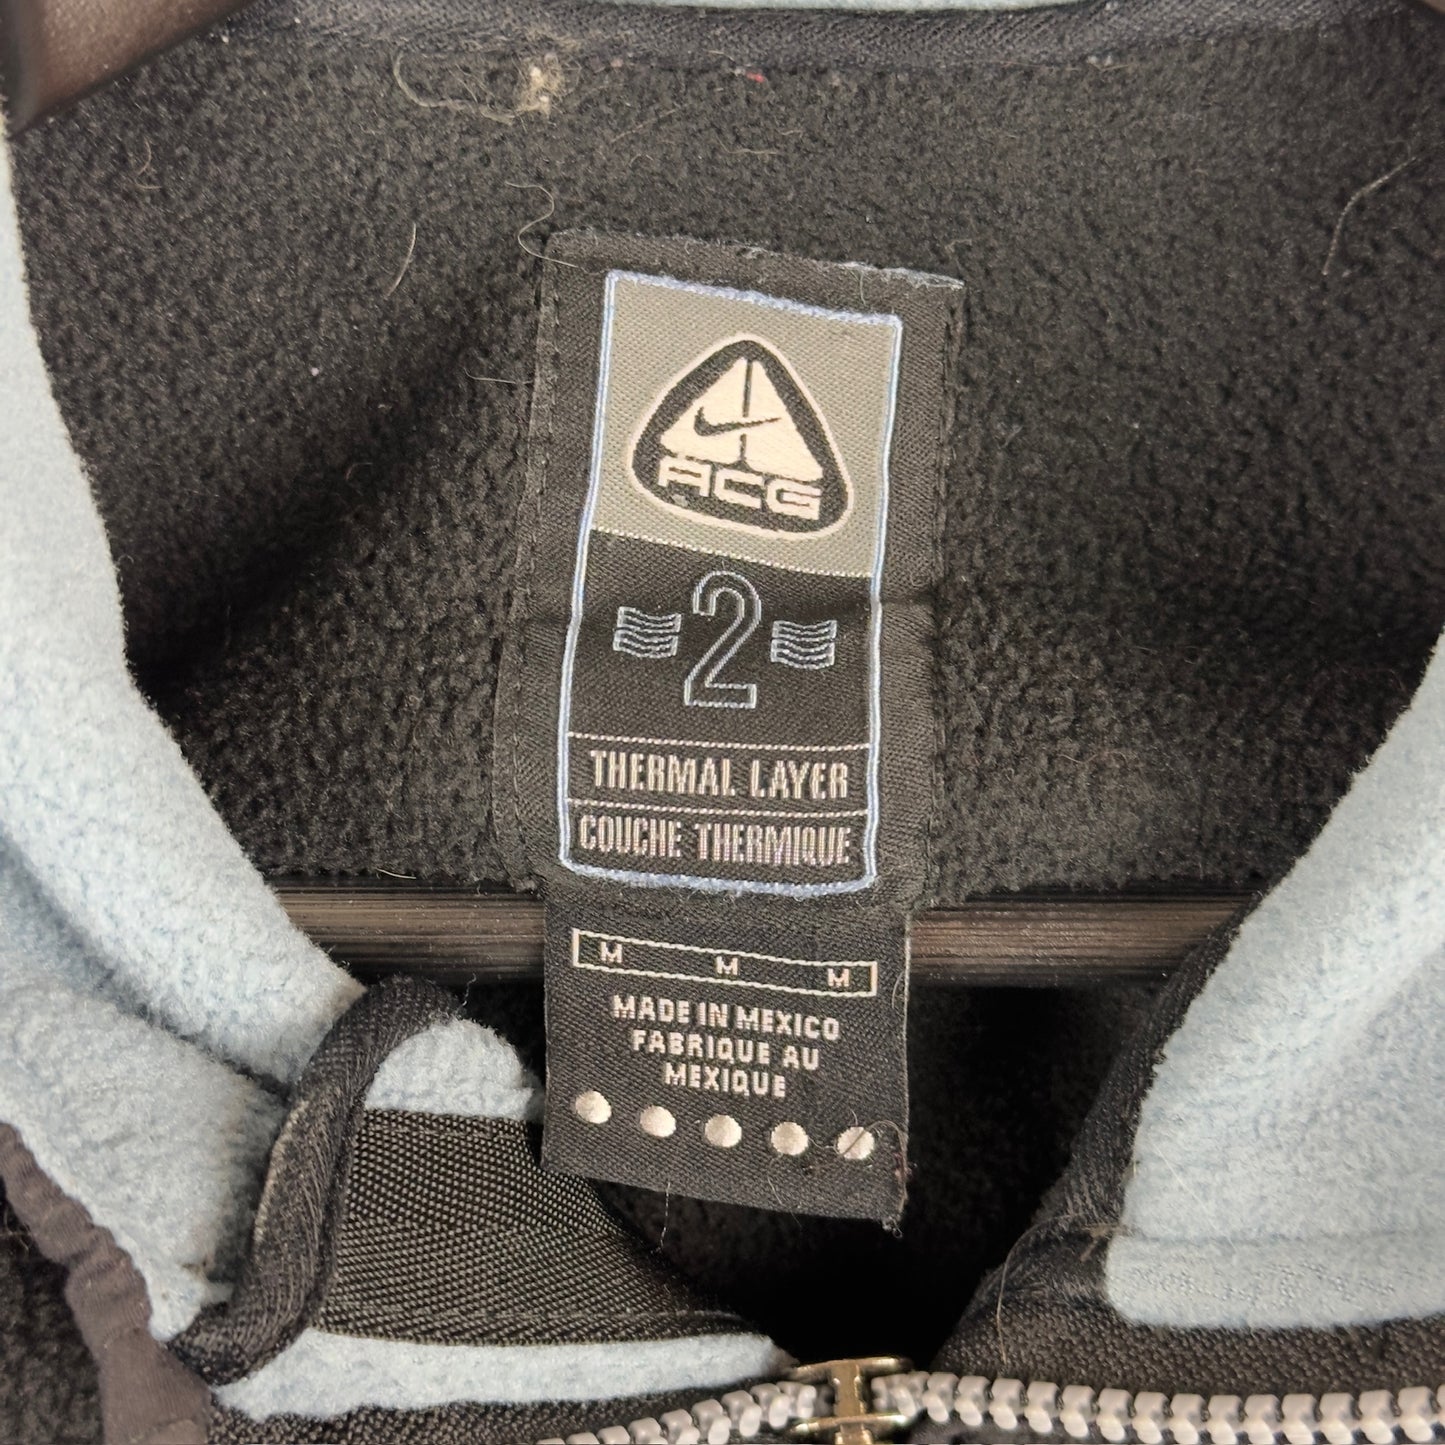 ACG
2
THERMAL LAYER
COUCHE THERMIQUE
M M M
MADE IN MEXICO
FABRIQUE AU
MEXIQUE